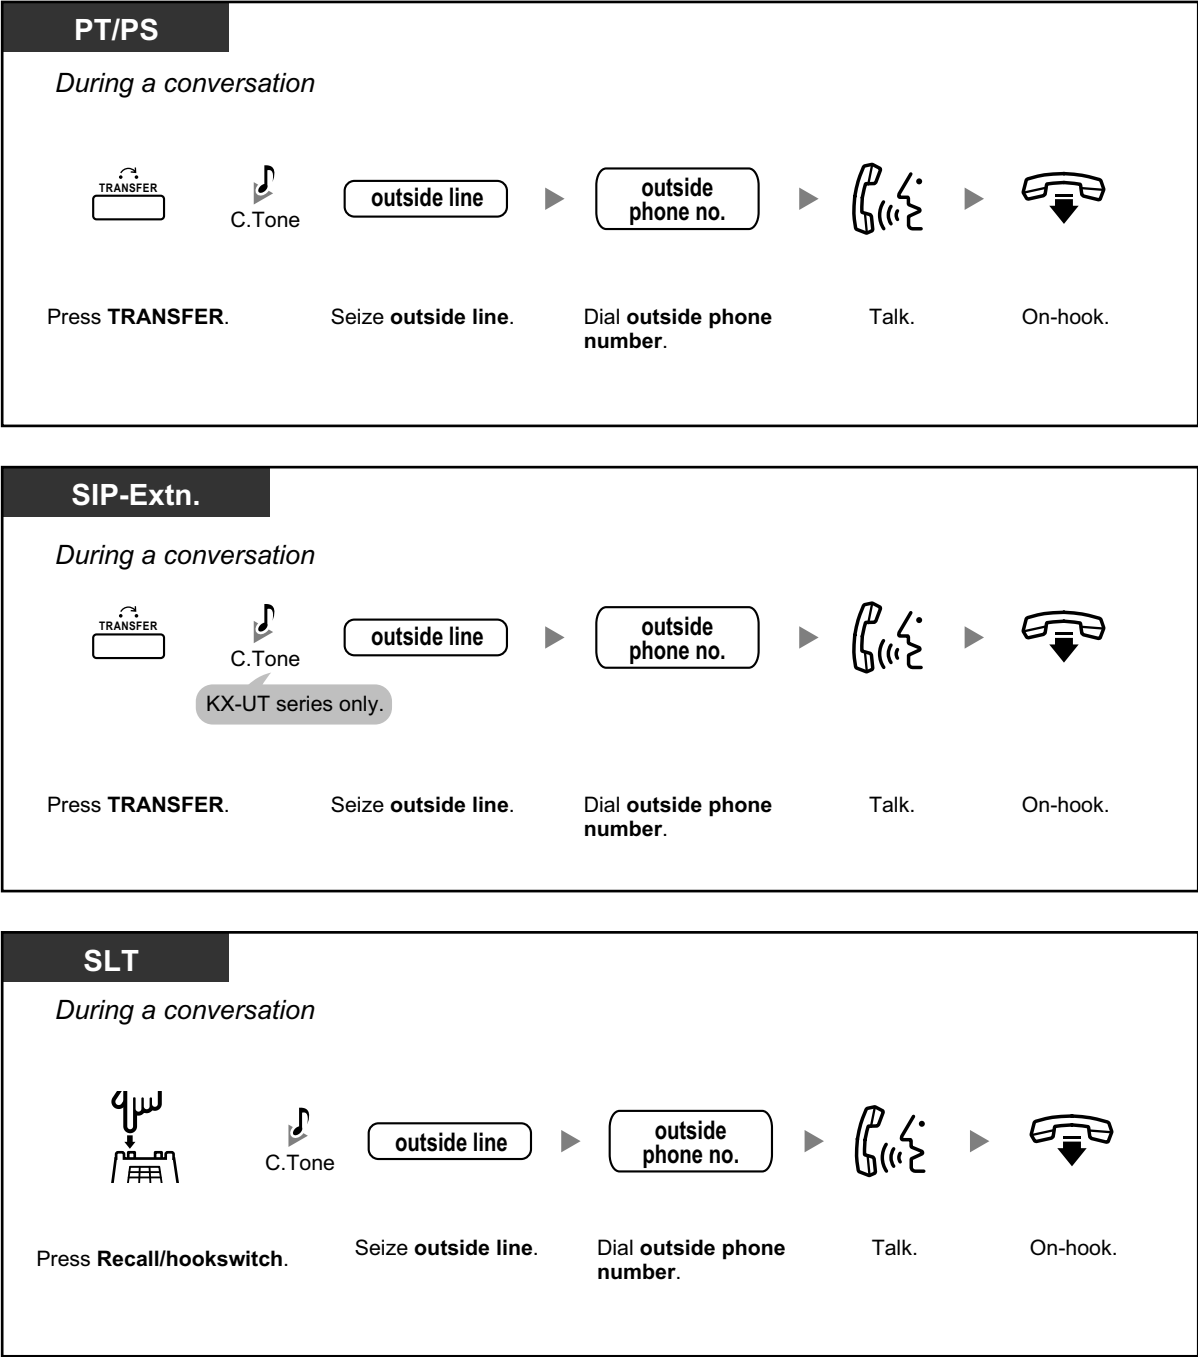 PT/PS
During a conversation
TRANSFER
C.Tone
outside line
outside
phone no.
Press TRANSFER.
Seize outside line.
Dial outside phone
number.
Talk.
On-hook.
SIP-Extn.
During a conversation
TRANSFER
C.Tone
KX-UT series only.
outside line
outside
phone no.
Press TRANSFER.
Seize outside line.
Dial outside phone
number.
Talk.
On-hook.
SLT
During a conversation
C.Tone
outside line
outside
phone no.
Press Recall/hookswitch.
Seize outside line.
Dial outside phone
number.
Talk.
On-hook.